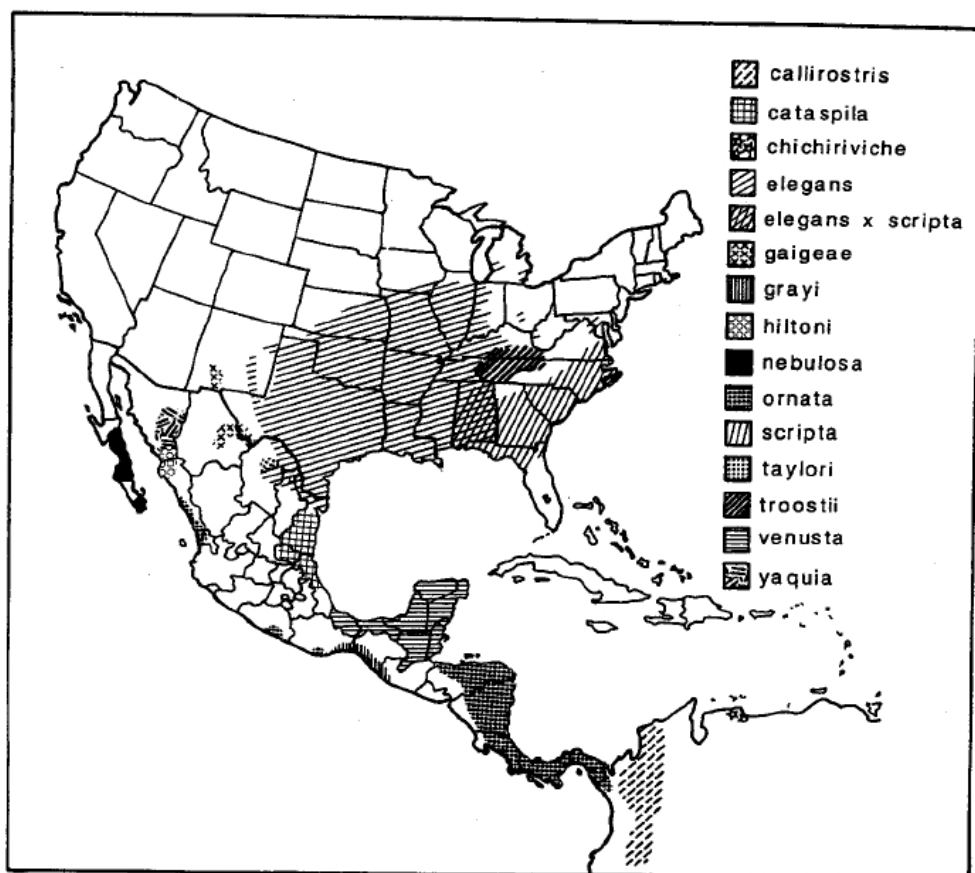 callirostris
cataspila
chichiriviche
elegans
elegans x scripta
gaigeae
grayi
hiltoni
nebulosa
ornata
scripta
taylori
troostii
venusta
yaquia